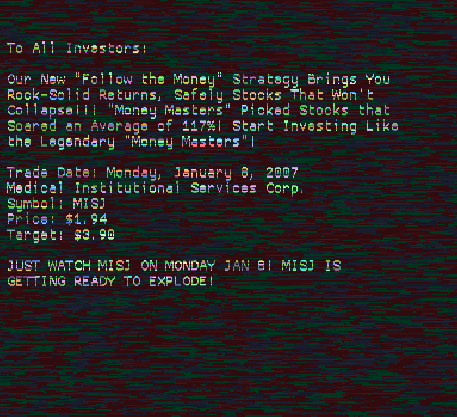 To All Investors:
Our New "Follow the Money" Strategy Brings You
Rock-Solid Returns, Safely Stocks That Won't
Collapse!!! "Money Masters" Picked Stocks that
Soared an Average of 117%! Start Investing Like
the Legendary "Money Masters"!
Trade Date: Monday, January 8, 2007
Medical Institutional Services Corp.
Symbol: MISJ
Price: $1.94
Target: $3.90
JUST WATCH MISJ ON MONDAY JAN 8! MISJ IS
GETTING READY TO EXPLODE!